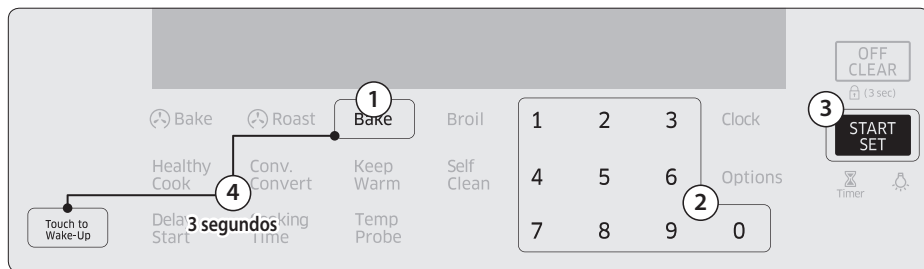 OFF
CLEAR
(3 sec)
1
3
Bake
Roast
Bake
Broil
1 2 3
Clock
START
SET
Healthy
Cook
Conv.
Convert
Keep
Warm
Self
Clean
4
4 5 6
Options
Timer
2
Touch to
Wake-Up
Start
3 segundos
Time
Temp
Probe
7 8 9 0